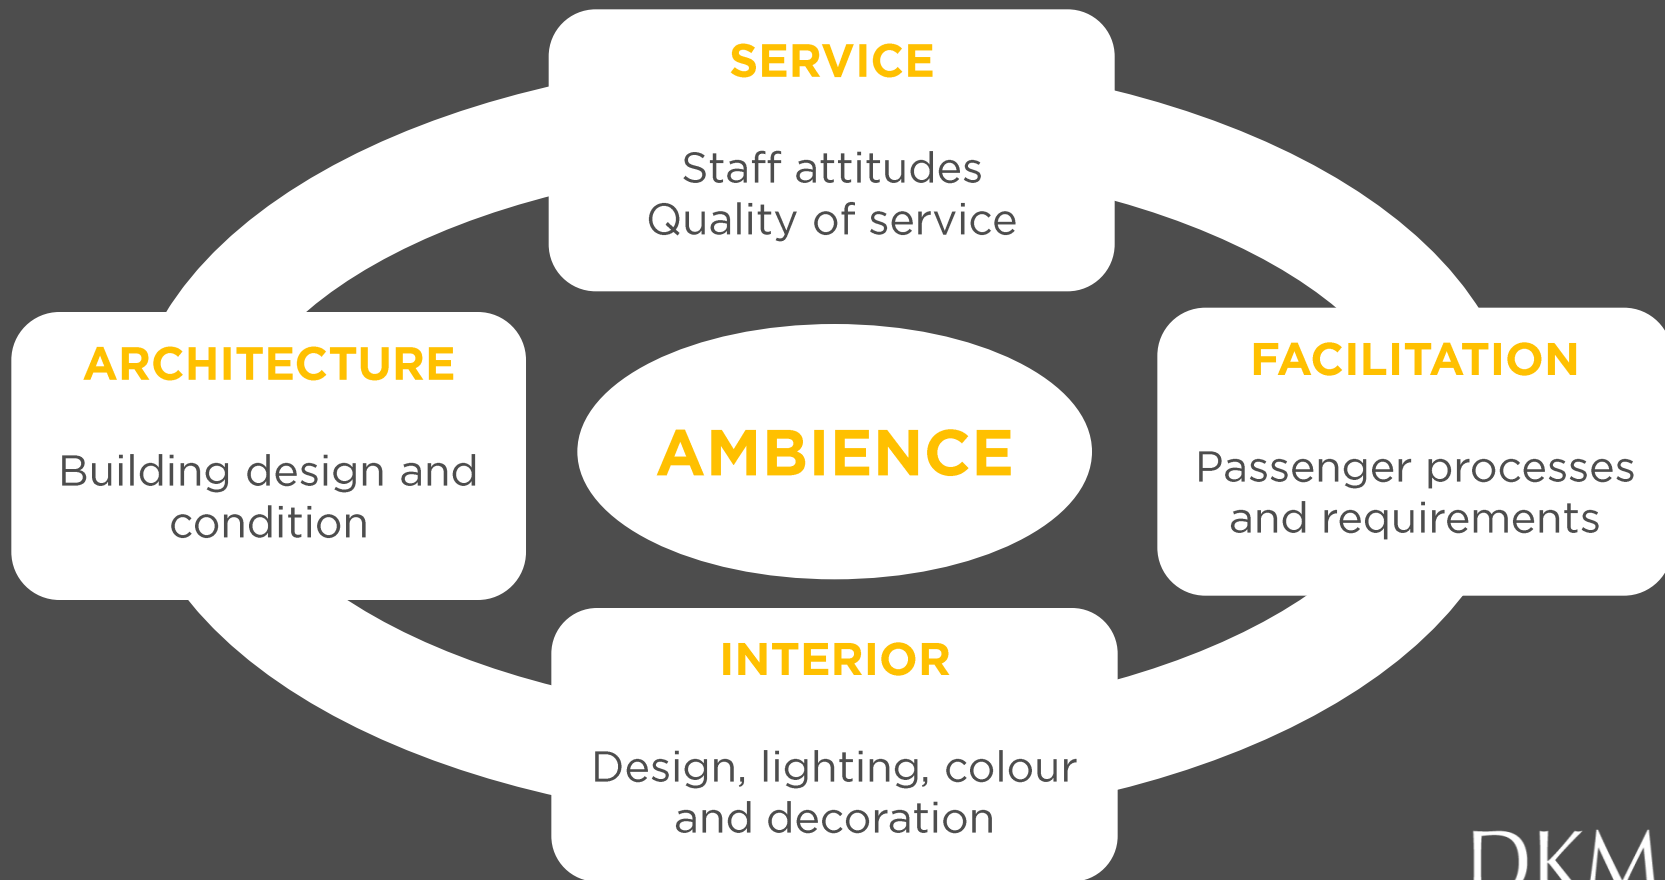 SERVICE
Staff attitudes
Quality of service
ARCHITECTURE
Building design and
condition
AMBIENCE
FACILITATION
Passenger processes
and requirements
INTERIOR
Design, lighting, colour
and decoration
DKM